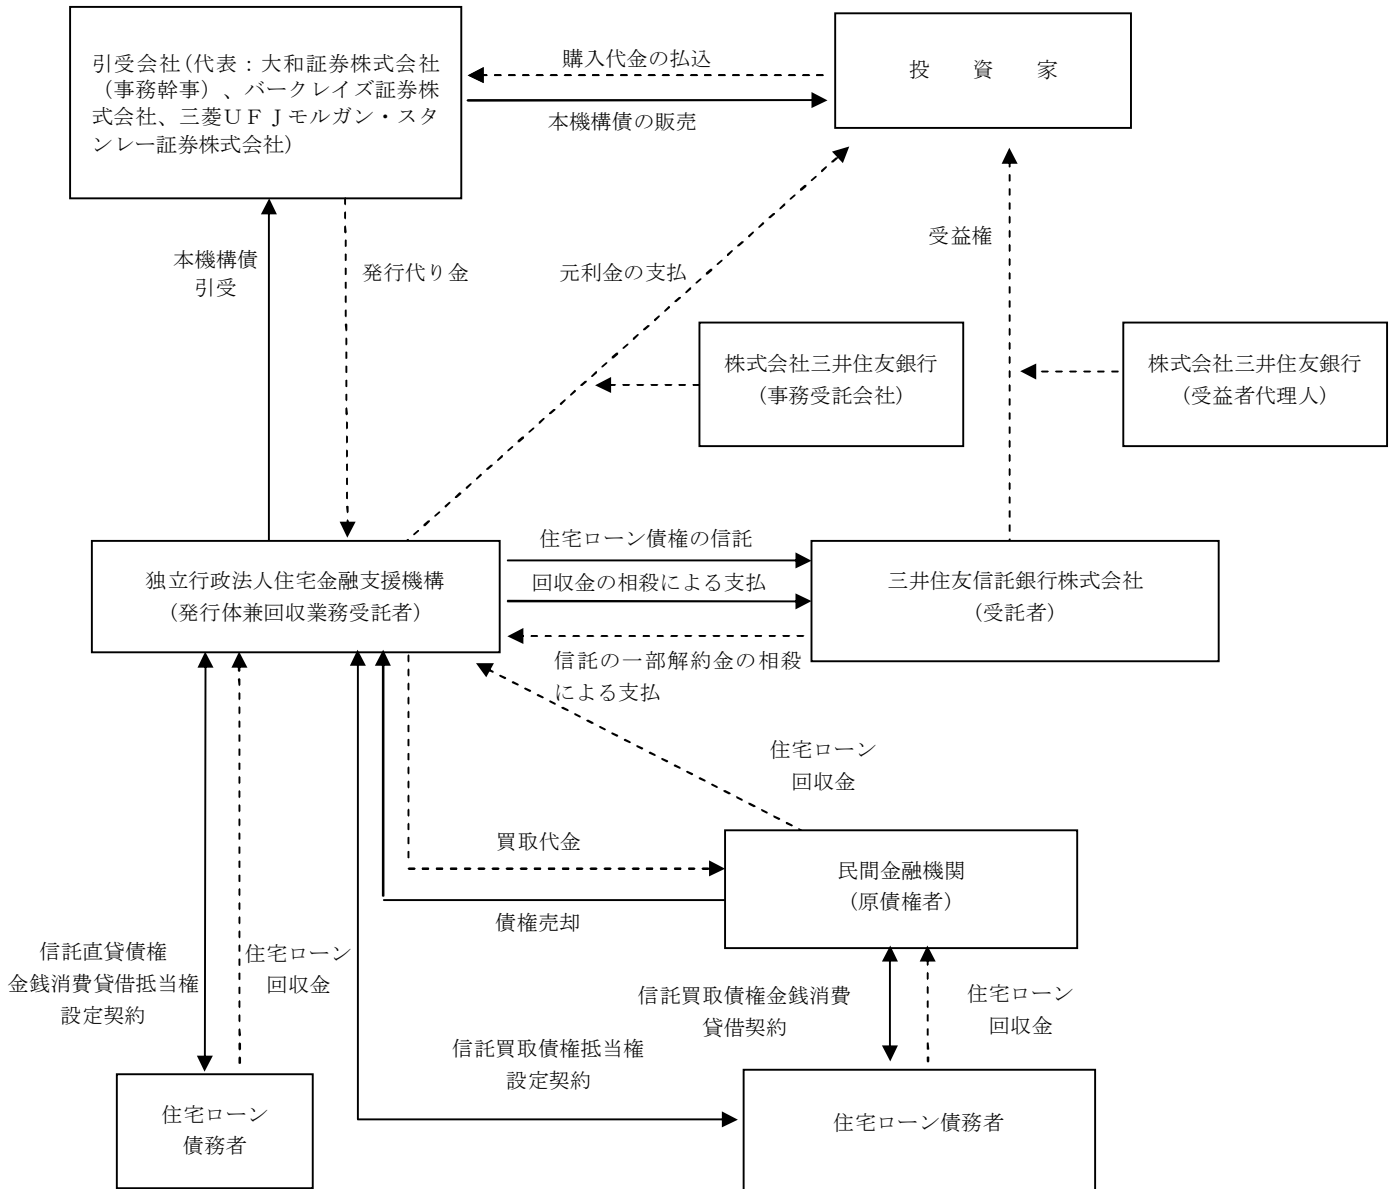 引受会社(代表：大和証券株式会社
（事務幹事）、バークレイズ証券株
式会社、三菱ＵＦＪモルガン・スタ
ンレー証券株式会社)
購入代金の払込
本機構債の販売
投　資　家
本機構債
引受
発行代り金
元利金の支払
受益権
株式会社三井住友銀行
（事務受託会社）
株式会社三井住友銀行
（受益者代理人）
独立行政法人住宅金融支援機構
（発行体兼回収業務受託者）
住宅ローン債権の信託
回収金の相殺による支払
信託の一部解約金の相殺
による支払
三井住友信託銀行株式会社
（受託者）
住宅ローン
回収金
買取代金
債権売却
民間金融機関
（原債権者）
信託直貸債権
金銭消費貸借抵当権
設定契約
住宅ローン
回収金
信託買取債権金銭消費
貸借契約
住宅ローン
回収金
信託買取債権抵当権
設定契約
住宅ローン
債務者
住宅ローン債務者